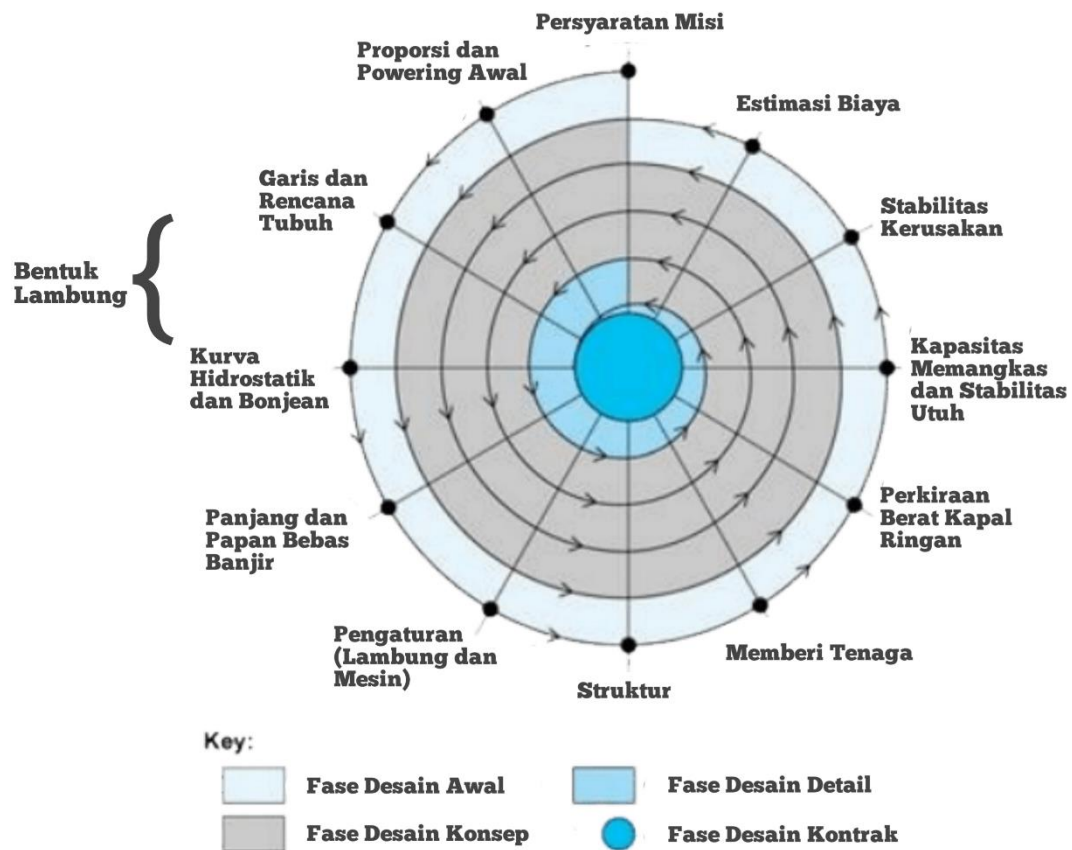 Persyaratan Misi
Proporsi dan
Powering Awal
Estimasi Biaya
Garis dan
Rencana
Tubuh
Stabilitas
Kerusakan
Bentuk
Lambung
Kurva
Hidrostatik
dan Bonjean
Kapasitas
Memangkas
dan Stabilitas
Utuh
Panjang dan
Papan Bebas
Banjir
Perkiraan
Berat Kapal
Ringan
Pengaturan
(Lambung dan
Mesin)
Memberi Tenaga
Struktur
Key:
Fase Desain Awal
Fase Desain Detail
Fase Desain Konsep
Fase Desain Kontrak